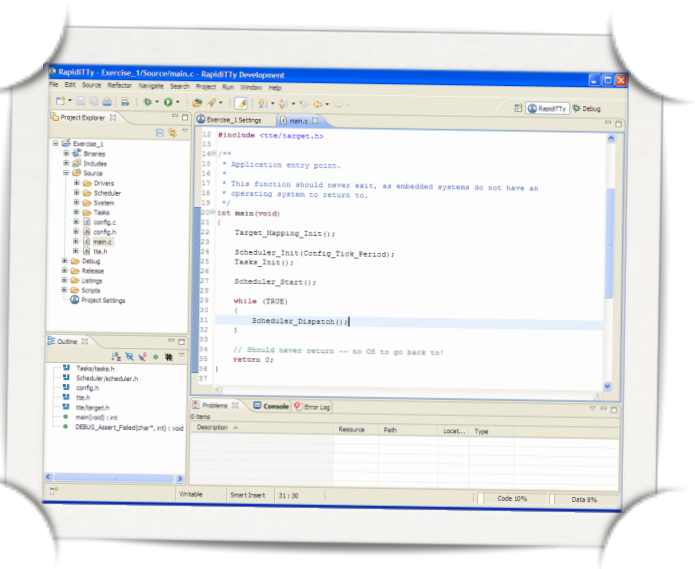 RapidiTTy - Exercise_1/Source/main.c - RapidiTTy Development
File Edit Source Refactor Navigate Search Project Run Window Help
RapidiTTy Debug
Project Explorer
Exercise_1
Binaries
Includes
Source
Drivers
Scheduler
System
Tasks
config.c
config.h
main.c
tte.h
Debug
Release
Listings
Scripts
Project Settings
Outline
Tasks/tasks.h
Scheduler/scheduler.h
config.h
tte.h
tte/target.h
main(void) : int
DEBUG_Assert_Failed(char*, int) : void
Exercise_1 Settings main.c
12 #include <tte/target.h>
13
14 /**
15 * Application entry point.
16 *
17 * This function should never exit, as embedded systems do not have an
18 * operating system to return to.
19 */
20 int main(void)
21 {
22 Target_Mapping_Init();
23
24 Scheduler_Init(Config_Tick_Period);
25 Tasks_Init();
26
27 Scheduler_Start();
28
29 while (TRUE)
30 {
31 Scheduler_Dispatch();
32 }
33
34 // Should never return -- no OS to go back to!
35 return 0;
36 }
37
Problems Console Error Log
0 items
Description Resource Path Locat... Type
Writable Smart Insert 31 : 30 Code 10% Data 8%